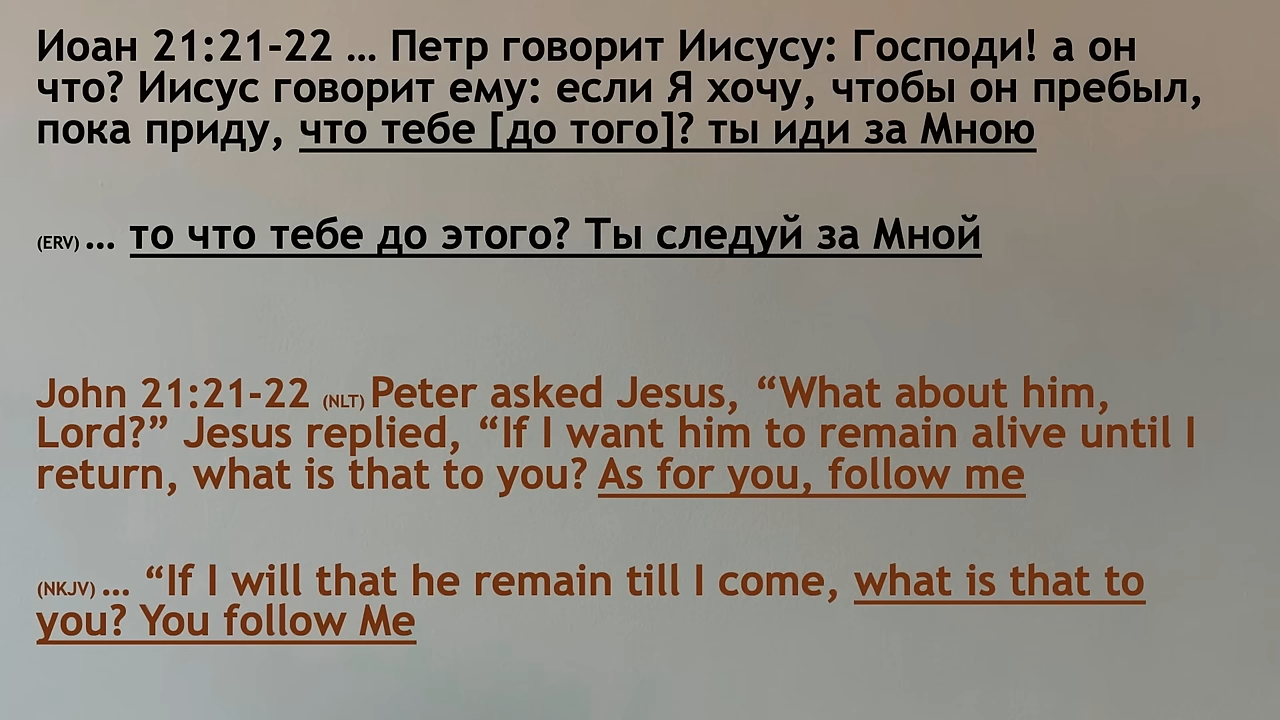 Иоан 21:21-22 … Петр говорит Иисусу: Господи! а он
что? Иисус говорит ему: если Я хочу, чтобы он пребыл,
пока приду, что тебе [до того]? ты иди за Мною
(ERV) … то что тебе до этого? Ты следуй за Мной
John 21:21-22 (NLT) Peter asked Jesus, “What about him,
Lord?” Jesus replied, “If I want him to remain alive until I
return, what is that to you? As for you, follow me
(NKJV) … “If I will that he remain till I come, what is that to
you? You follow Me